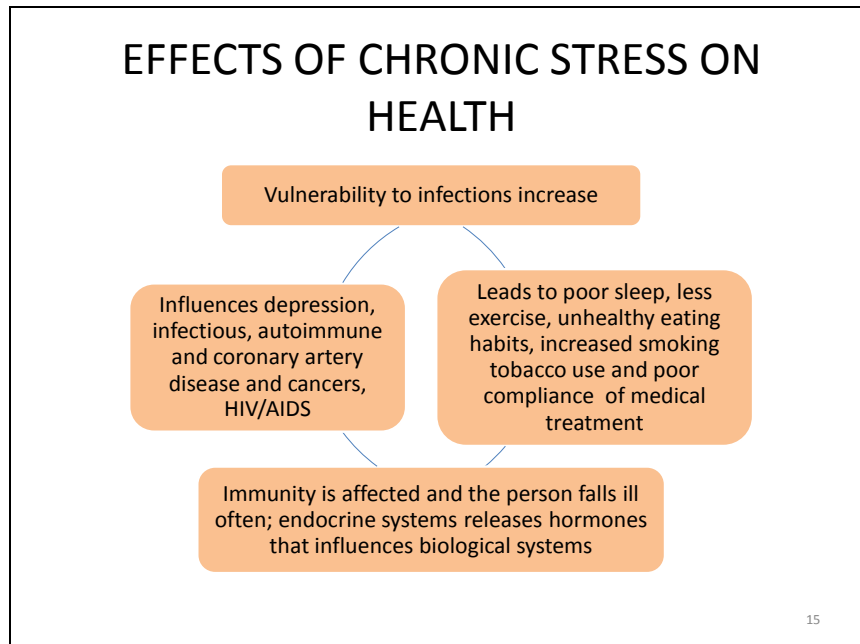 EFFECTS OF CHRONIC STRESS ON
HEALTH
Vulnerability to infections increase
Leads to poor sleep, less
exercise, unhealthy eating
habits, increased smoking
tobacco use and poor
compliance of medical
treatment
Immunity is affected and the person falls ill
often; endocrine systems releases hormones
that influences biological systems
Influences depression,
infectious, autoimmune
and coronary artery
disease and cancers,
HIV/AIDS
15